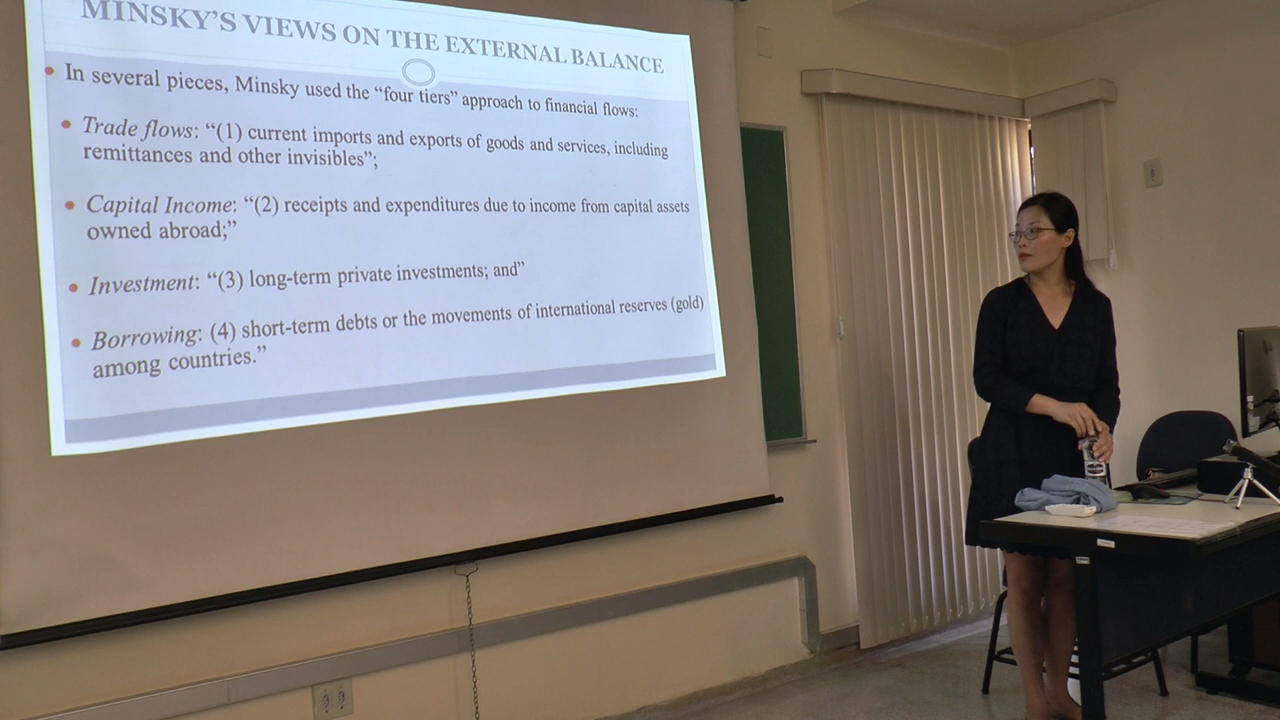 MINSKY'S VIEWS ON THE EXTERNAL BALANCE
• In several pieces, Minsky used the “four tiers” approach to financial flows:
• Trade flows: “(1) current imports and exports of goods and services, including
remittances and other invisibles”;
• Capital Income: “(2) receipts and expenditures due to income from capital assets
owned abroad;”
• Investment: “(3) long-term private investments; and”
• Borrowing: (4) short-term debts or the movements of international reserves (gold)
among countries.”